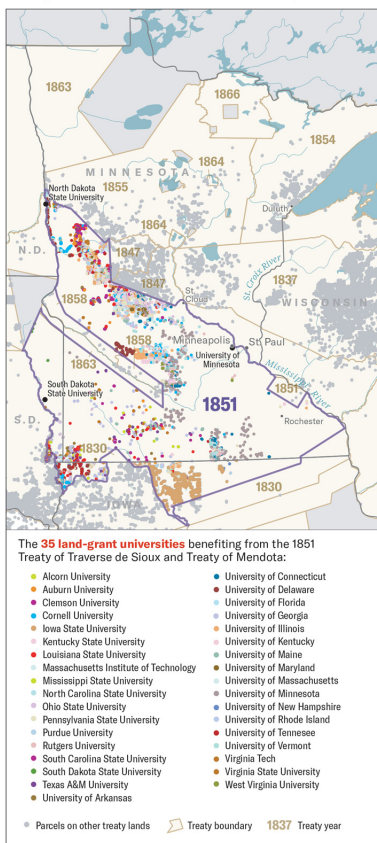 1863
1866
1854
1864
MINNESOTA
1855
North Dakota
State University
Duluth
1864
N.D.
1847
St. Croix River
1847
1837
1858
St.
Cloud
WISCONSIN
1858
Minneapolis
St. Paul
University of
Minnesota
1863
Mississippi River
1851
South Dakota
State University
1851
Rochester
S.D.
1830
1830
IOWA
The 35 land-grant universities benefiting from the 1851
Treaty of Traverse de Sioux and Treaty of Mendota:
Alcorn University
Auburn University
Clemson University
Cornell University
Iowa State University
Kentucky State University
Louisiana State University
Massachusetts Institute of Technology
Mississippi State University
North Carolina State University
Ohio State University
Pennsylvania State University
Purdue University
Rutgers University
South Carolina State University
South Dakota State University
Texas A&M University
University of Arkansas
University of Connecticut
University of Delaware
University of Florida
University of Georgia
University of Illinois
University of Kentucky
University of Maine
University of Maryland
University of Massachusetts
University of Minnesota
University of New Hampshire
University of Rhode Island
University of Tennessee
University of Vermont
Virginia Tech
Virginia State University
West Virginia University
Parcels on other treaty lands
Treaty boundary
1837 Treaty year